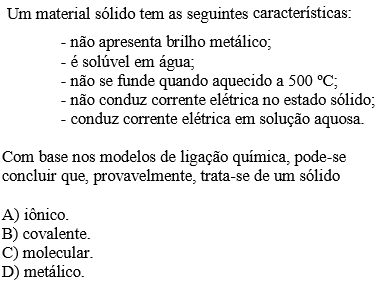 Um material sólido tem as seguintes características:
- não apresenta brilho metálico;
- é solúvel em água;
- não se funde quando aquecido a 500 ºC;
- não conduz corrente elétrica no estado sólido;
- conduz corrente elétrica em solução aquosa.
Com base nos modelos de ligação química, pode-se
concluir que, provavelmente, trata-se de um sólido
A) iônico.
B) covalente.
C) molecular.
D) metálico.